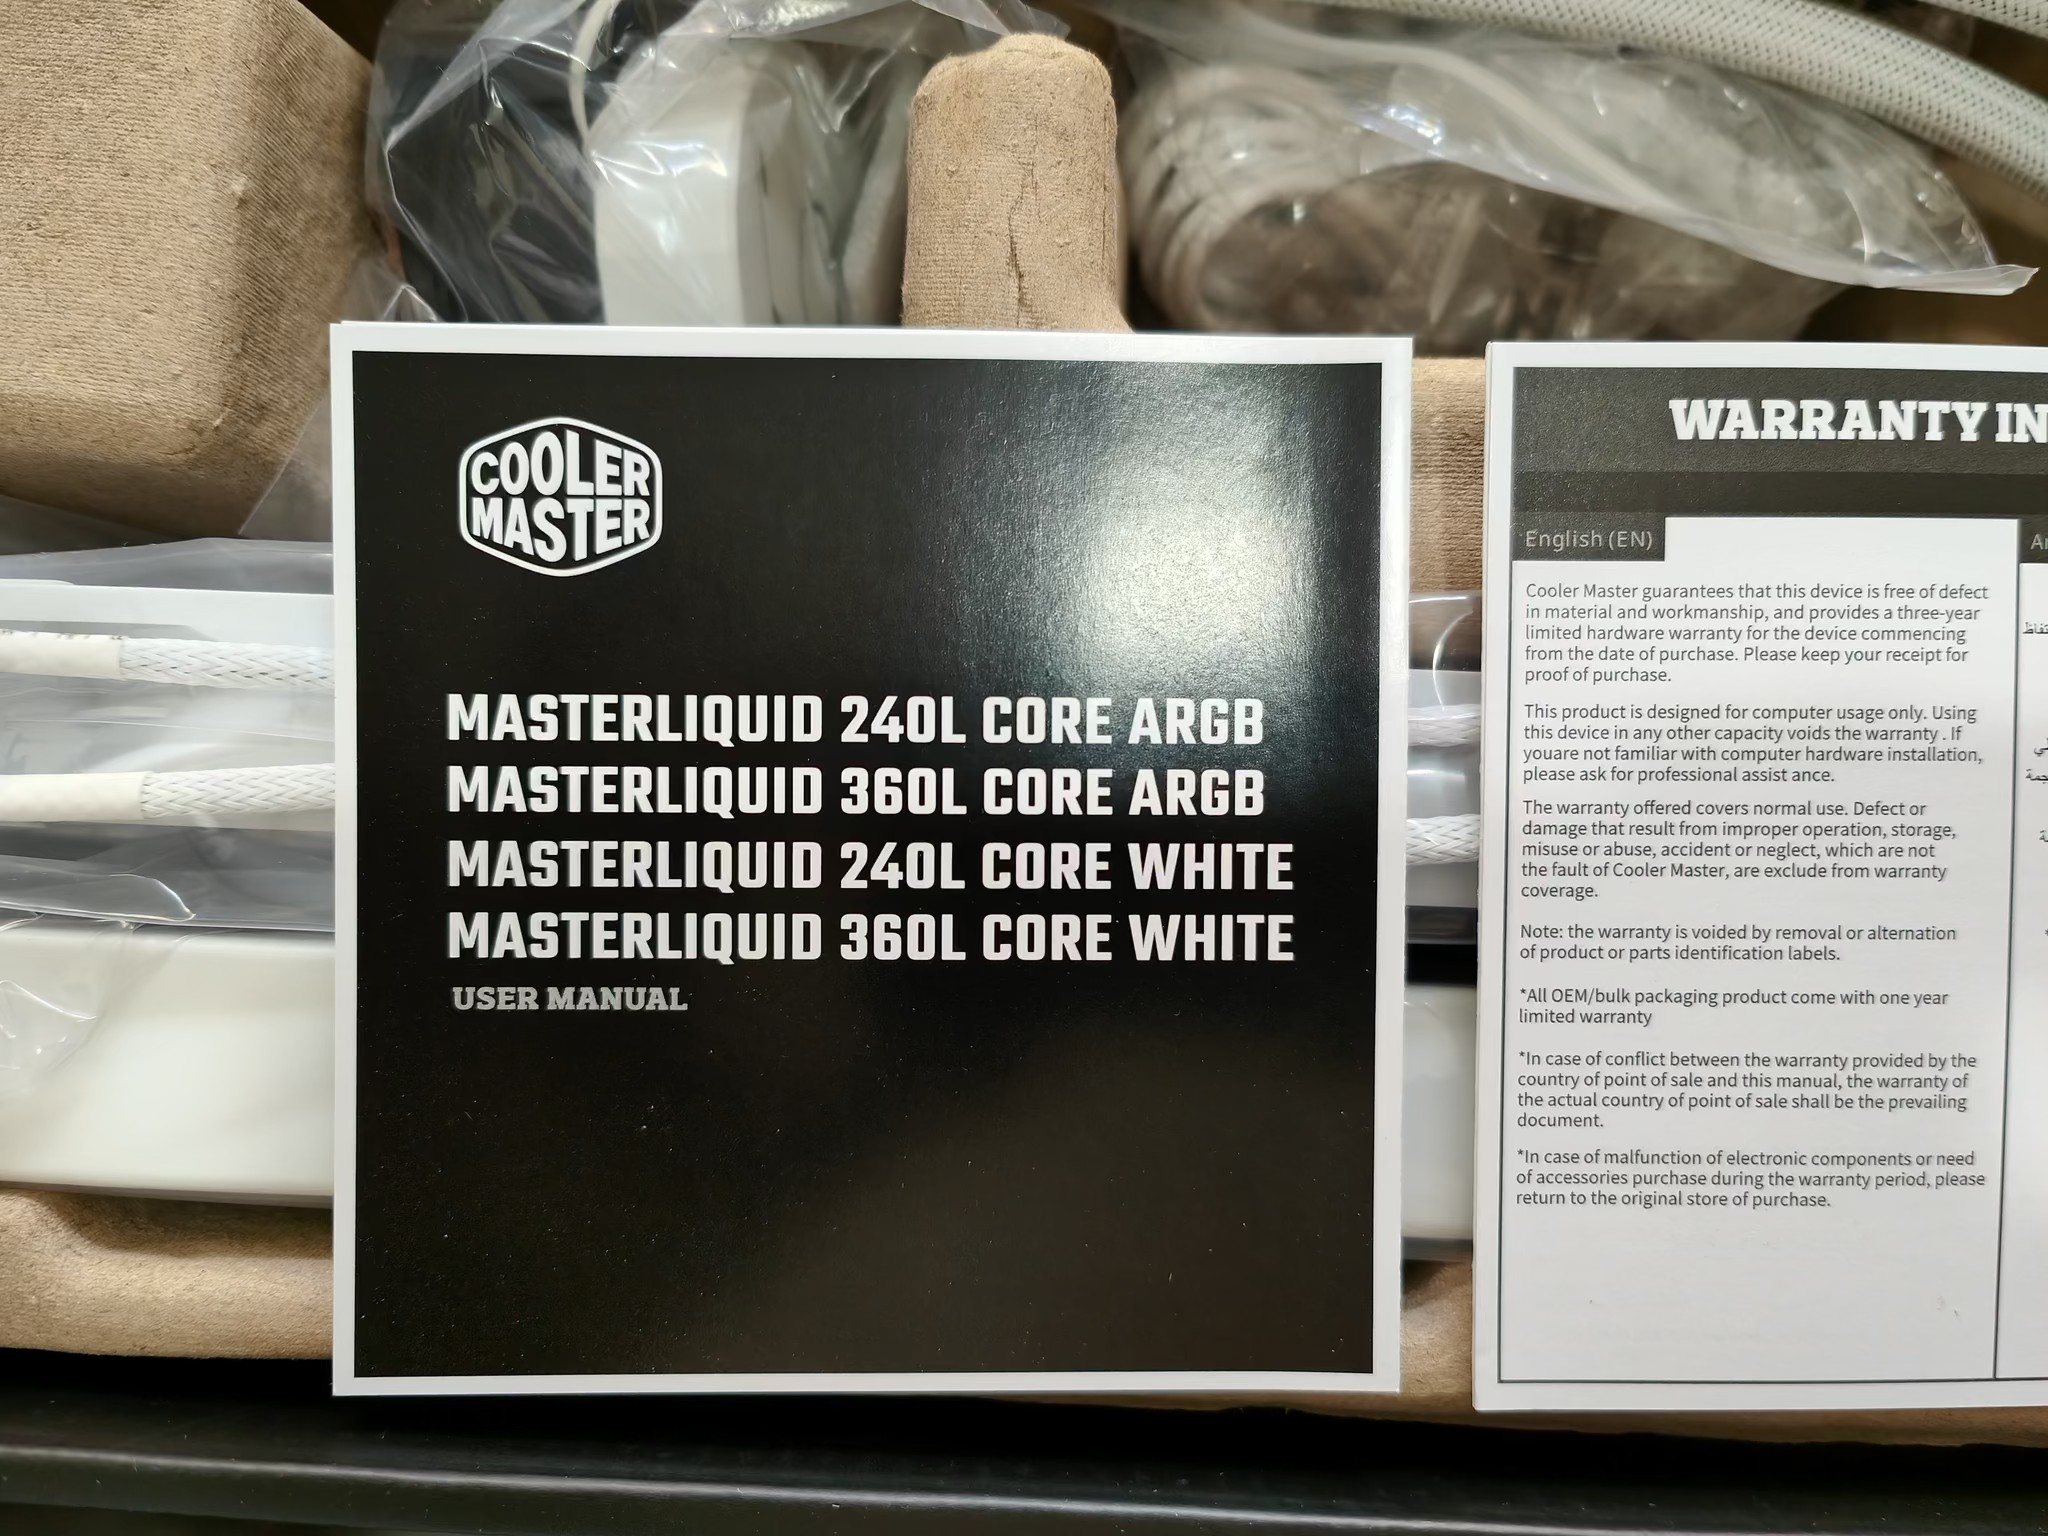 COOLER
MASTER
MASTERLIQUID 240L CORE ARGB
MASTERLIQUID 360L CORE ARGB
MASTERLIQUID 240L CORE WHITE
MASTERLIQUID 360L CORE WHITE
USER MANUAL
WARRANTY IN
English (EN)
Cooler Master guarantees that this device is free of defect
in material and workmanship, and provides a three-year
limited hardware warranty for the device commencing
from the date of purchase. Please keep your receipt for
proof of purchase.
This product is designed for computer usage only. Using
this device in any other capacity voids the warranty . If
youare not familiar with computer hardware installation,
please ask for professional assist ance.
The warranty offered covers normal use. Defect or
damage that result from improper operation, storage,
misuse or abuse, accident or neglect, which are not
the fault of Cooler Master, are exclude from warranty
coverage.
Note: the warranty is voided by removal or alternation
of product or parts identification labels.
*All OEM/bulk packaging product come with one year
limited warranty
*In case of conflict between the warranty provided by the
country of point of sale and this manual, the warranty of
the actual country of point of sale shall be the prevailing
document.
*In case of malfunction of electronic components or need
of accessories purchase during the warranty period, please
return to the original store of purchase.